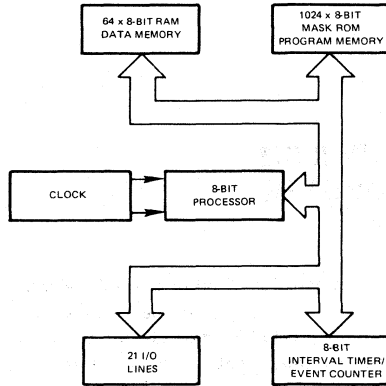 64 x 8-BIT RAM
DATA MEMORY
1024 x 8-BIT
MASK ROM
PROGRAM MEMORY
CLOCK
8-BIT
PROCESSOR
21 I/O
LINES
8-BIT
INTERVAL TIMER/
EVENT COUNTER